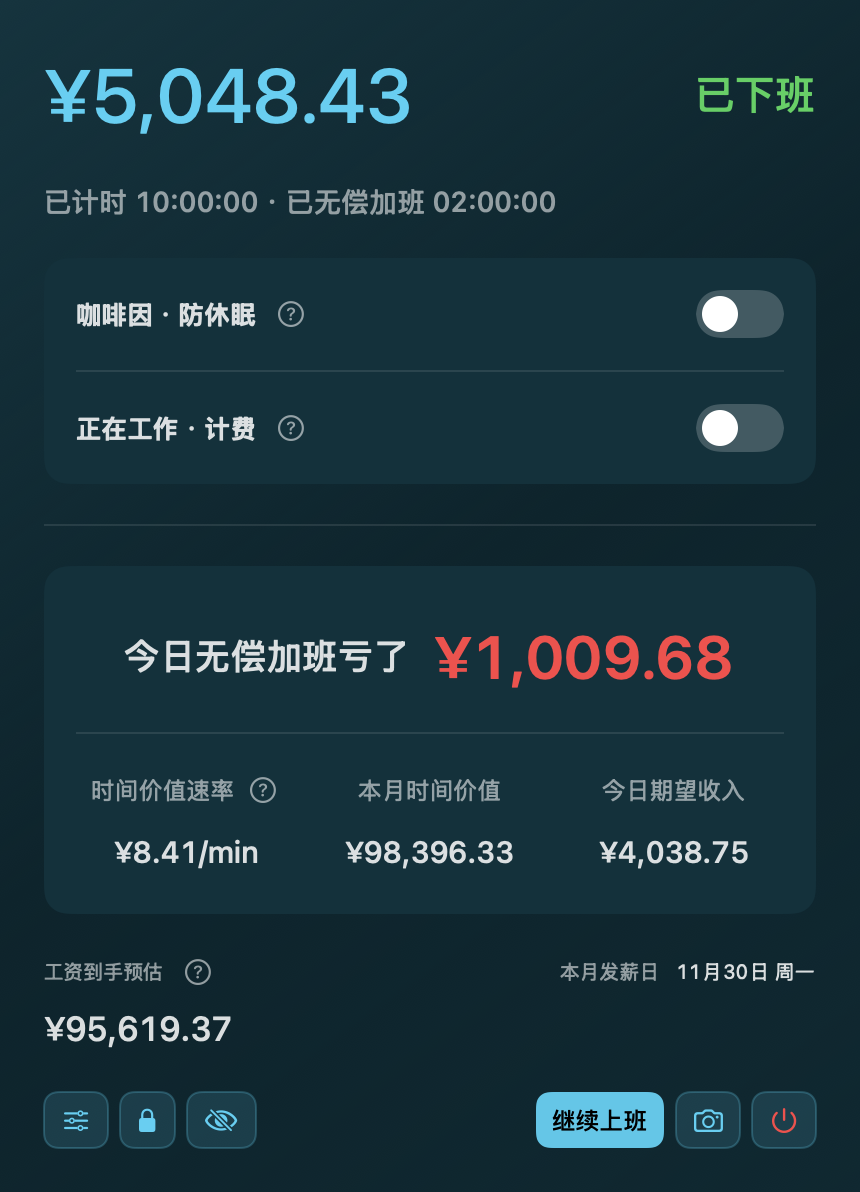 ¥5,048.43
已下班
已计时 10:00:00 · 已无偿加班 02:00:00
咖啡因 · 防休眠 ?
正在工作 · 计费 ?
今日无偿加班亏了 ¥1,009.68
时间价值速率 ? 本月时间价值 今日期望收入
¥8.41/min ¥98,396.33 ¥4,038.75
工资到手预估 ? 本月发薪日 11月30日 周一
¥95,619.37
继续上班